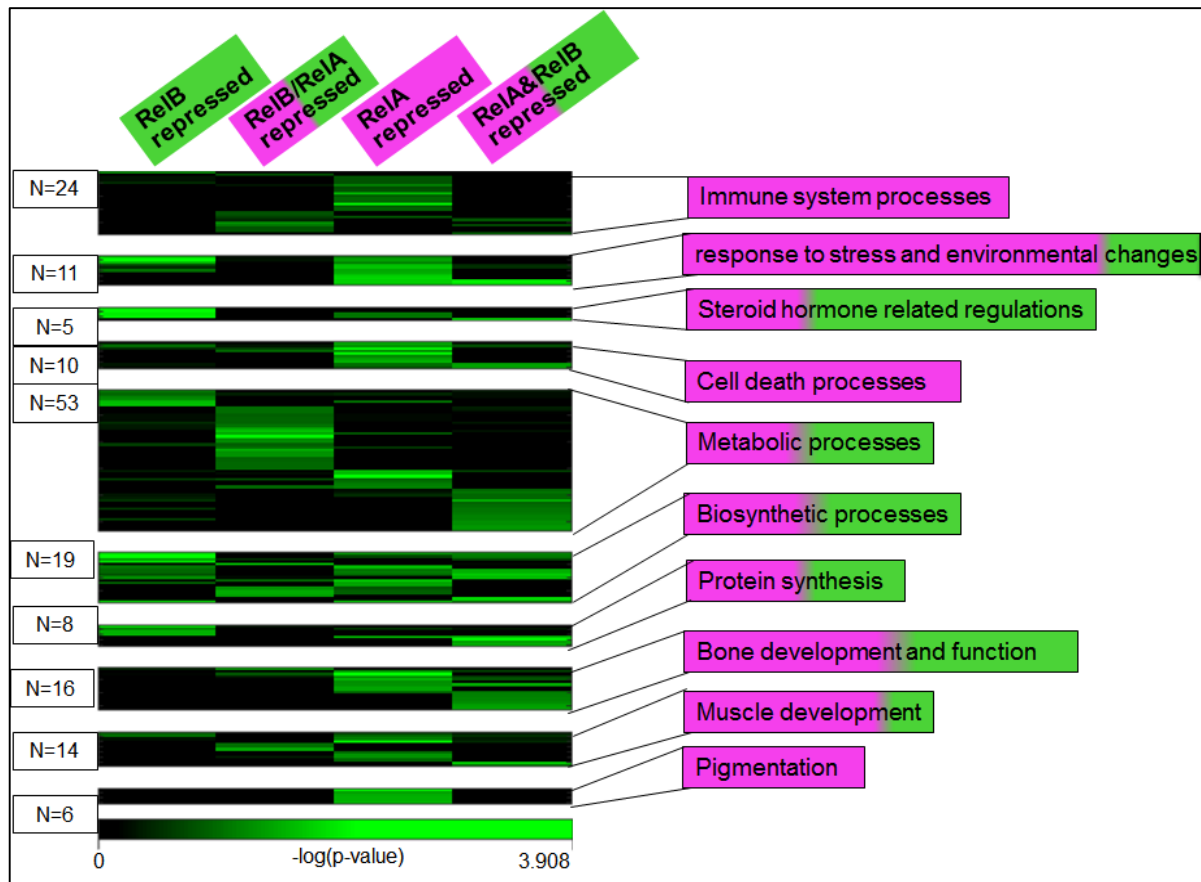 RelB
repressed
RelB/RelA
repressed
RelA
repressed
RelA&RelB
repressed
N=24
Immune system processes
N=11
response to stress and environmental changes
N=5
Steroid hormone related regulations
N=10
Cell death processes
N=53
Metabolic processes
N=19
Biosynthetic processes
N=8
Protein synthesis
N=16
Bone development and function
N=14
Muscle development
N=6
Pigmentation
0
-log(p-value)
3.908